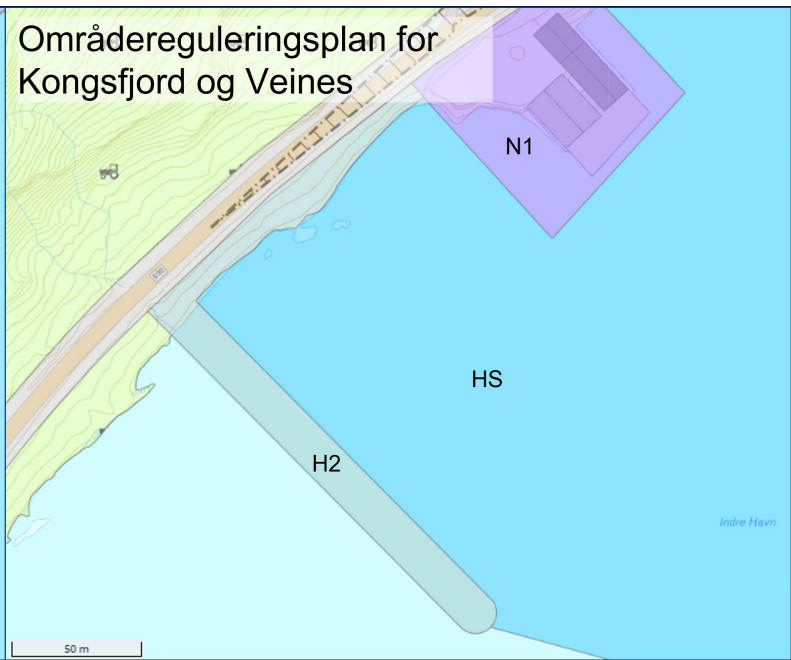 Områdereguleringsplan for
Kongsfjord og Veines
N1
HS
H2
Indre Havn
50 m